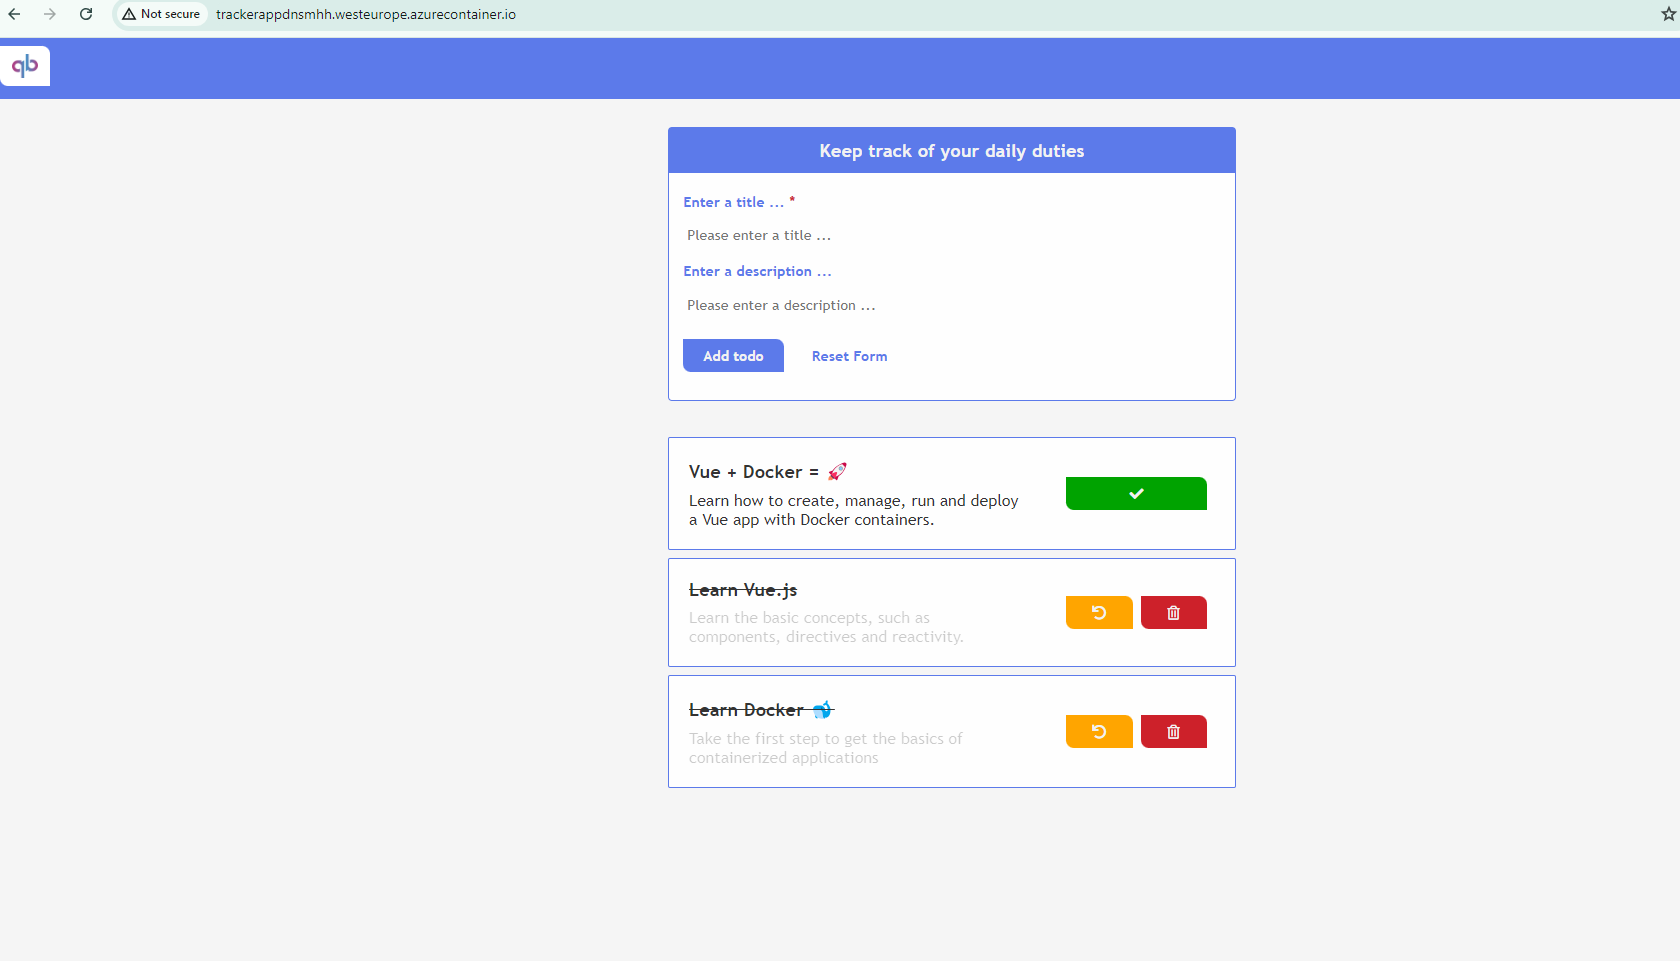 Not secure trackerappdnsmhh.westeurope.azurecontainer.io
qb
Keep track of your daily duties
Enter a title ... *
Please enter a title ...
Enter a description ...
Please enter a description ...
Add todo Reset Form
Vue + Docker = 🚀
Learn how to create, manage, run and deploy
a Vue app with Docker containers.
Learn Vue.js
Learn the basic concepts, such as
components, directives and reactivity.
Learn Docker 🐳
Take the first step to get the basics of
containerized applications